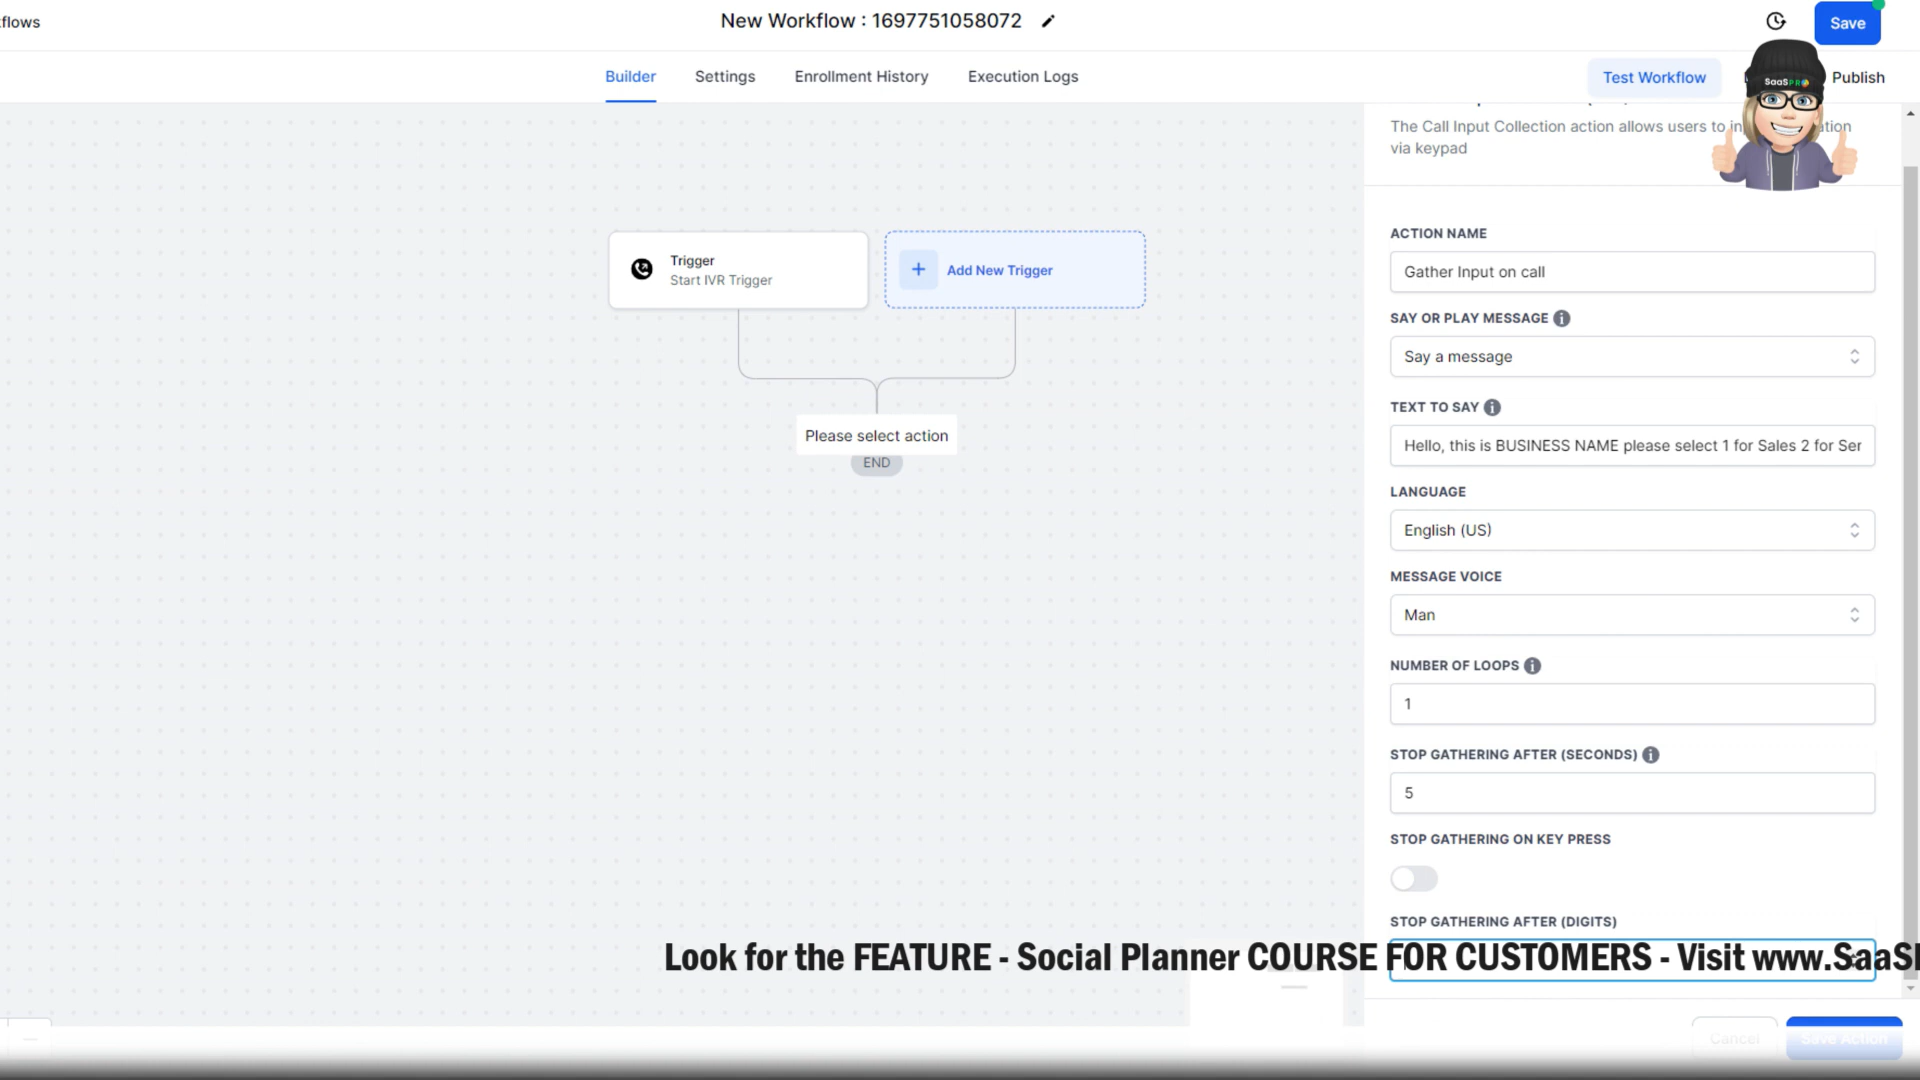 flows
New Workflow : 1697751058072
Save
Builder
Settings
Enrollment History
Execution Logs
Test Workflow
Publish
SaaSPRO
The Call Input Collection action allows users to in
ation
via keypad
Trigger
Start IVR Trigger
Add New Trigger
Please select action
END
ACTION NAME
Gather Input on call
SAY OR PLAY MESSAGE
Say a message
TEXT TO SAY
Hello, this is BUSINESS NAME please select 1 for Sales 2 for Ser
LANGUAGE
English (US)
MESSAGE VOICE
Man
NUMBER OF LOOPS
1
STOP GATHERING AFTER (SECONDS)
5
STOP GATHERING ON KEY PRESS
STOP GATHERING AFTER (DIGITS)
Look for the FEATURE - Social Planner COURSE FOR CUSTOMERS - Visit www.SaaS
Cancel
Save Action